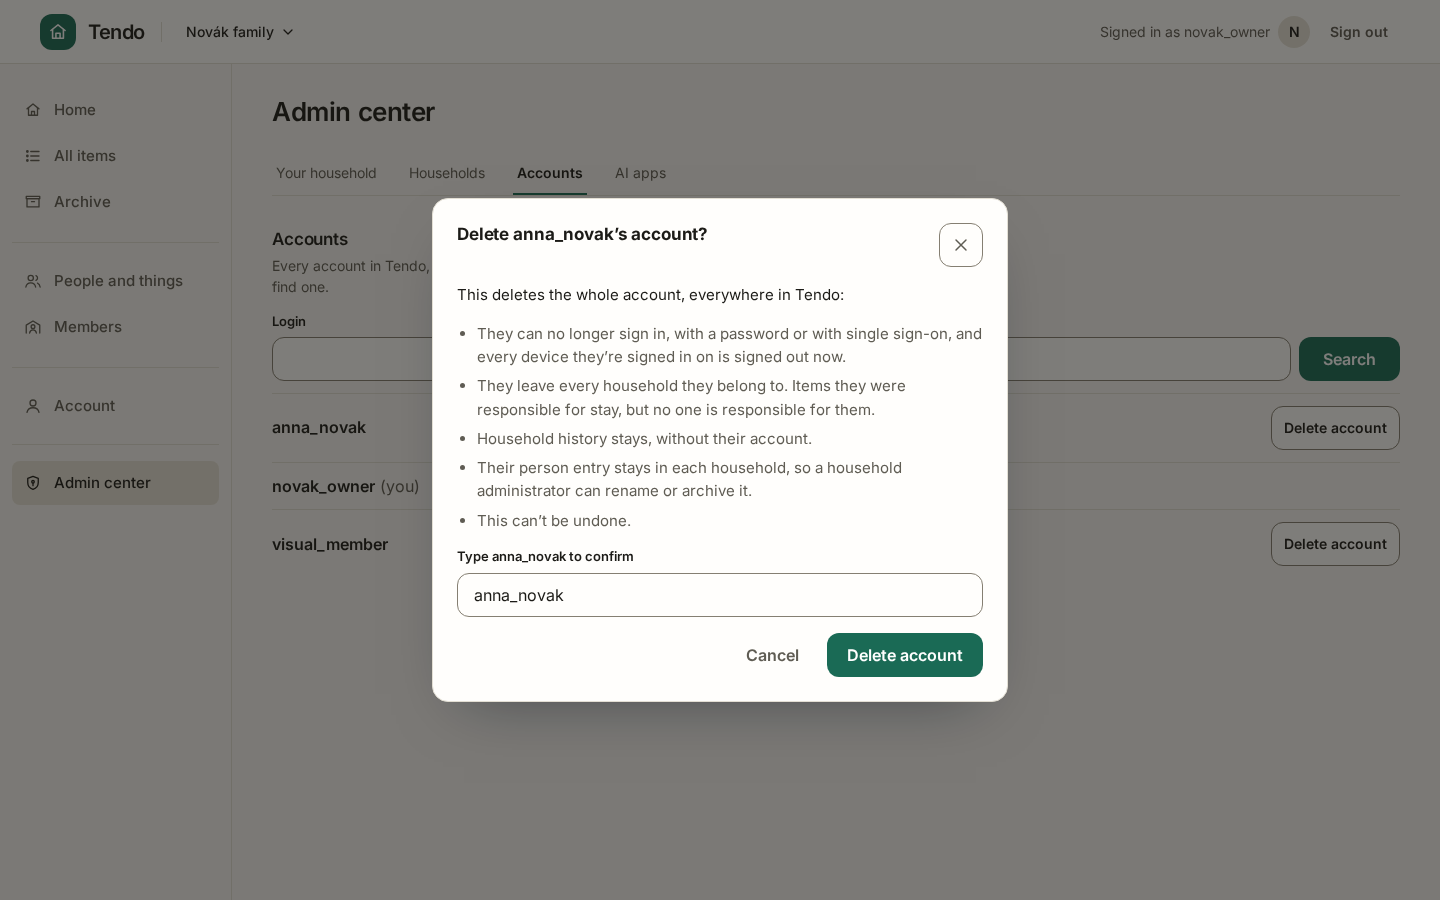 Tendo
Novák family
Signed in as novak_owner
N
Sign out
Home
All items
Archive
People and things
Members
Account
Admin center
Admin center
Your household
Households
Accounts
AI apps
Accounts
Every account in Tendo,
find one.
Login
Search
anna_novak
Delete account
novak_owner (you)
visual_member
Delete account
Delete anna_novak’s account?
This deletes the whole account, everywhere in Tendo:
• They can no longer sign in, with a password or with single sign-on, and
every device they’re signed in on is signed out now.
• They leave every household they belong to. Items they were
responsible for stay, but no one is responsible for them.
• Household history stays, without their account.
• Their person entry stays in each household, so a household
administrator can rename or archive it.
• This can’t be undone.
Type anna_novak to confirm
anna_novak
Cancel
Delete account